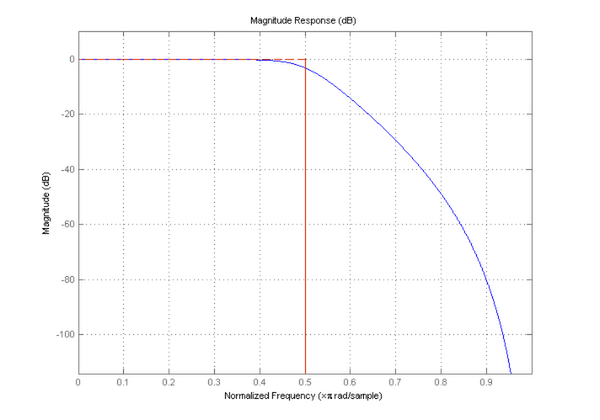 Magnitude Response (dB)
0
-20
-40
-60
-80
-100
Magnitude (dB)
0 0.1 0.2 0.3 0.4 0.5 0.6 0.7 0.8 0.9
Normalized Frequency (×π rad/sample)